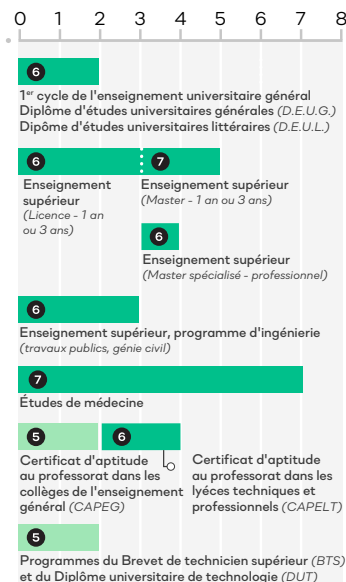 0 1 2 3 4 5 6 7 8
6
1er cycle de l'enseignement universitaire général
Diplôme d'études universitaires générales (D.E.U.G.)
Dipôme d'études universitaires littéraires (D.E.U.L.)
6 7
Enseignement
supérieur
(Licence - 1 an
ou 3 ans)
Enseignement supérieur
(Master - 1 an ou 3 ans)
6
Enseignement supérieur
(Master spécialisé - professionnel)
6
Enseignement supérieur, programme d'ingénierie
(travaux publics, génie civil)
7
Études de médecine
5 6
Certificat d'aptitude
au professorat dans les
collèges de l'enseignement
général (CAPEG)
Certificat d'aptitude
au professorat dans les
lyéces techniques et
professionnels (CAPELT)
5
Programmes du Brevet de technicien supérieur (BTS)
et du Diplôme universitaire de technologie (DUT)